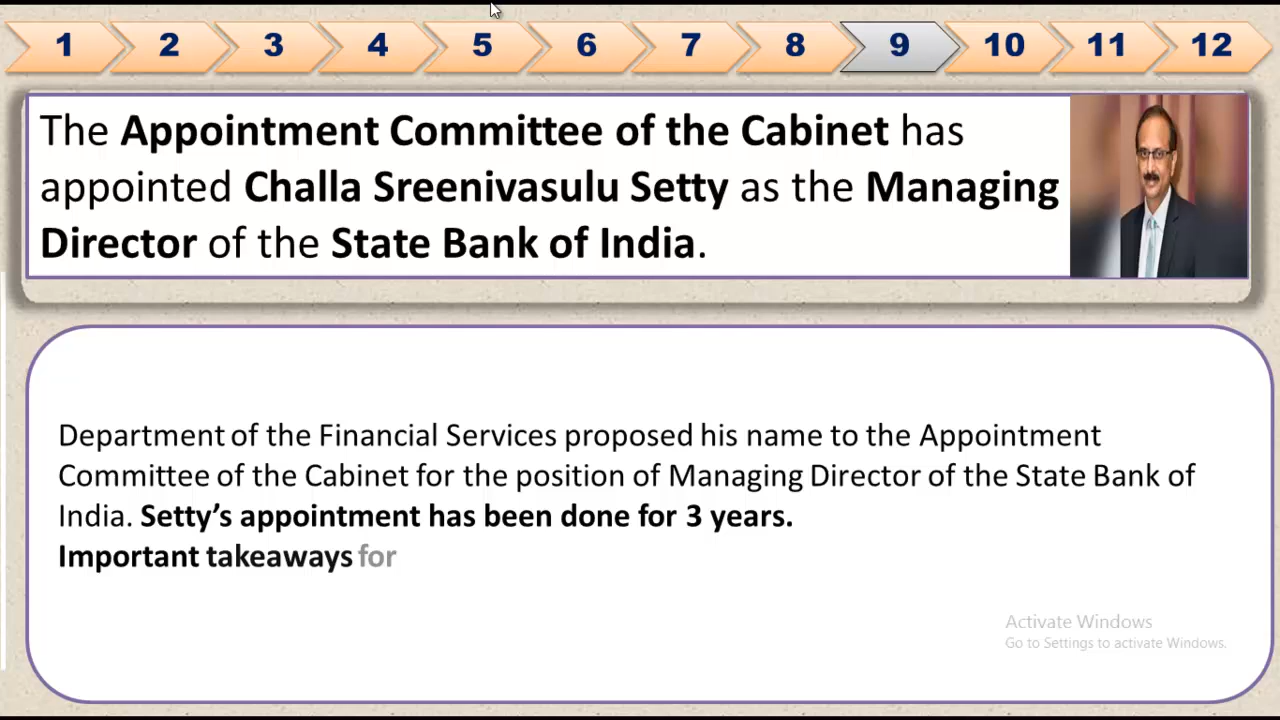 1 2 3 4 5 6 7 8 9 10 11 12
The Appointment Committee of the Cabinet has
appointed Challa Sreenivasulu Setty as the Managing
Director of the State Bank of India.
Department of the Financial Services proposed his name to the Appointment
Committee of the Cabinet for the position of Managing Director of the State Bank of
India. Setty’s appointment has been done for 3 years.
Important takeaways for
Activate Windows
Go to Settings to activate Windows.